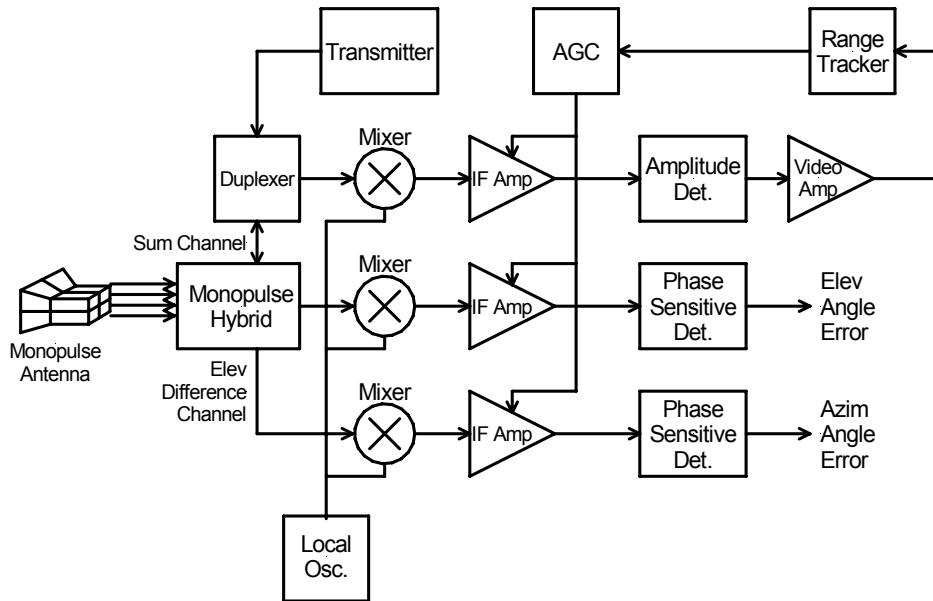 Transmitter
AGC
Range
Tracker
Mixer
Duplexer
IF Amp
Amplitude
Det.
Video
Amp
Sum Channel
Mixer
Monopulse
Hybrid
IF Amp
Phase
Sensitive
Det.
Elev
Angle
Error
Monopulse
Antenna
Elev
Difference
Channel
Mixer
IF Amp
Phase
Sensitive
Det.
Azim
Angle
Error
Local
Osc.